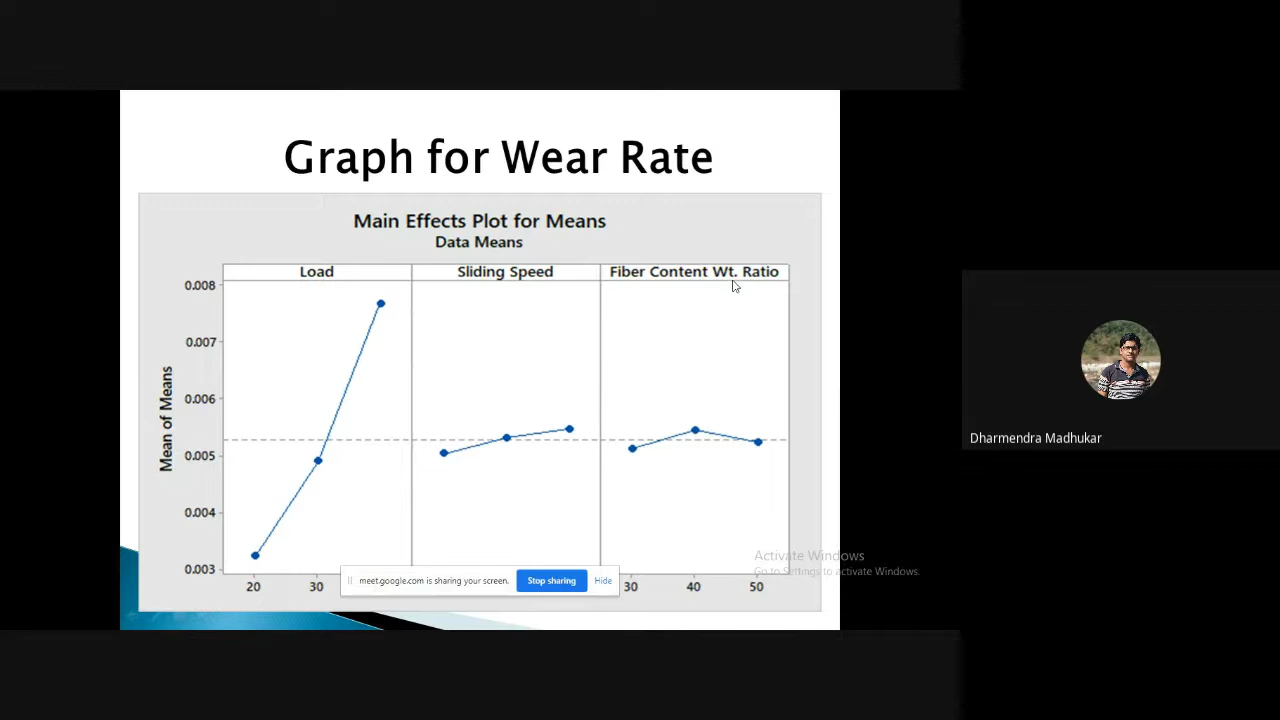 Graph for Wear Rate
Main Effects Plot for Means
Data Means
Load Sliding Speed Fiber Content Wt. Ratio
0.008
0.007
0.006
0.005
0.004
0.003
Mean of Means
20 30 30 40 50
meet.google.com is sharing your screen. Stop sharing Hide
Activate Windows
Go to Settings to activate Windows.
Dharmendra Madhukar